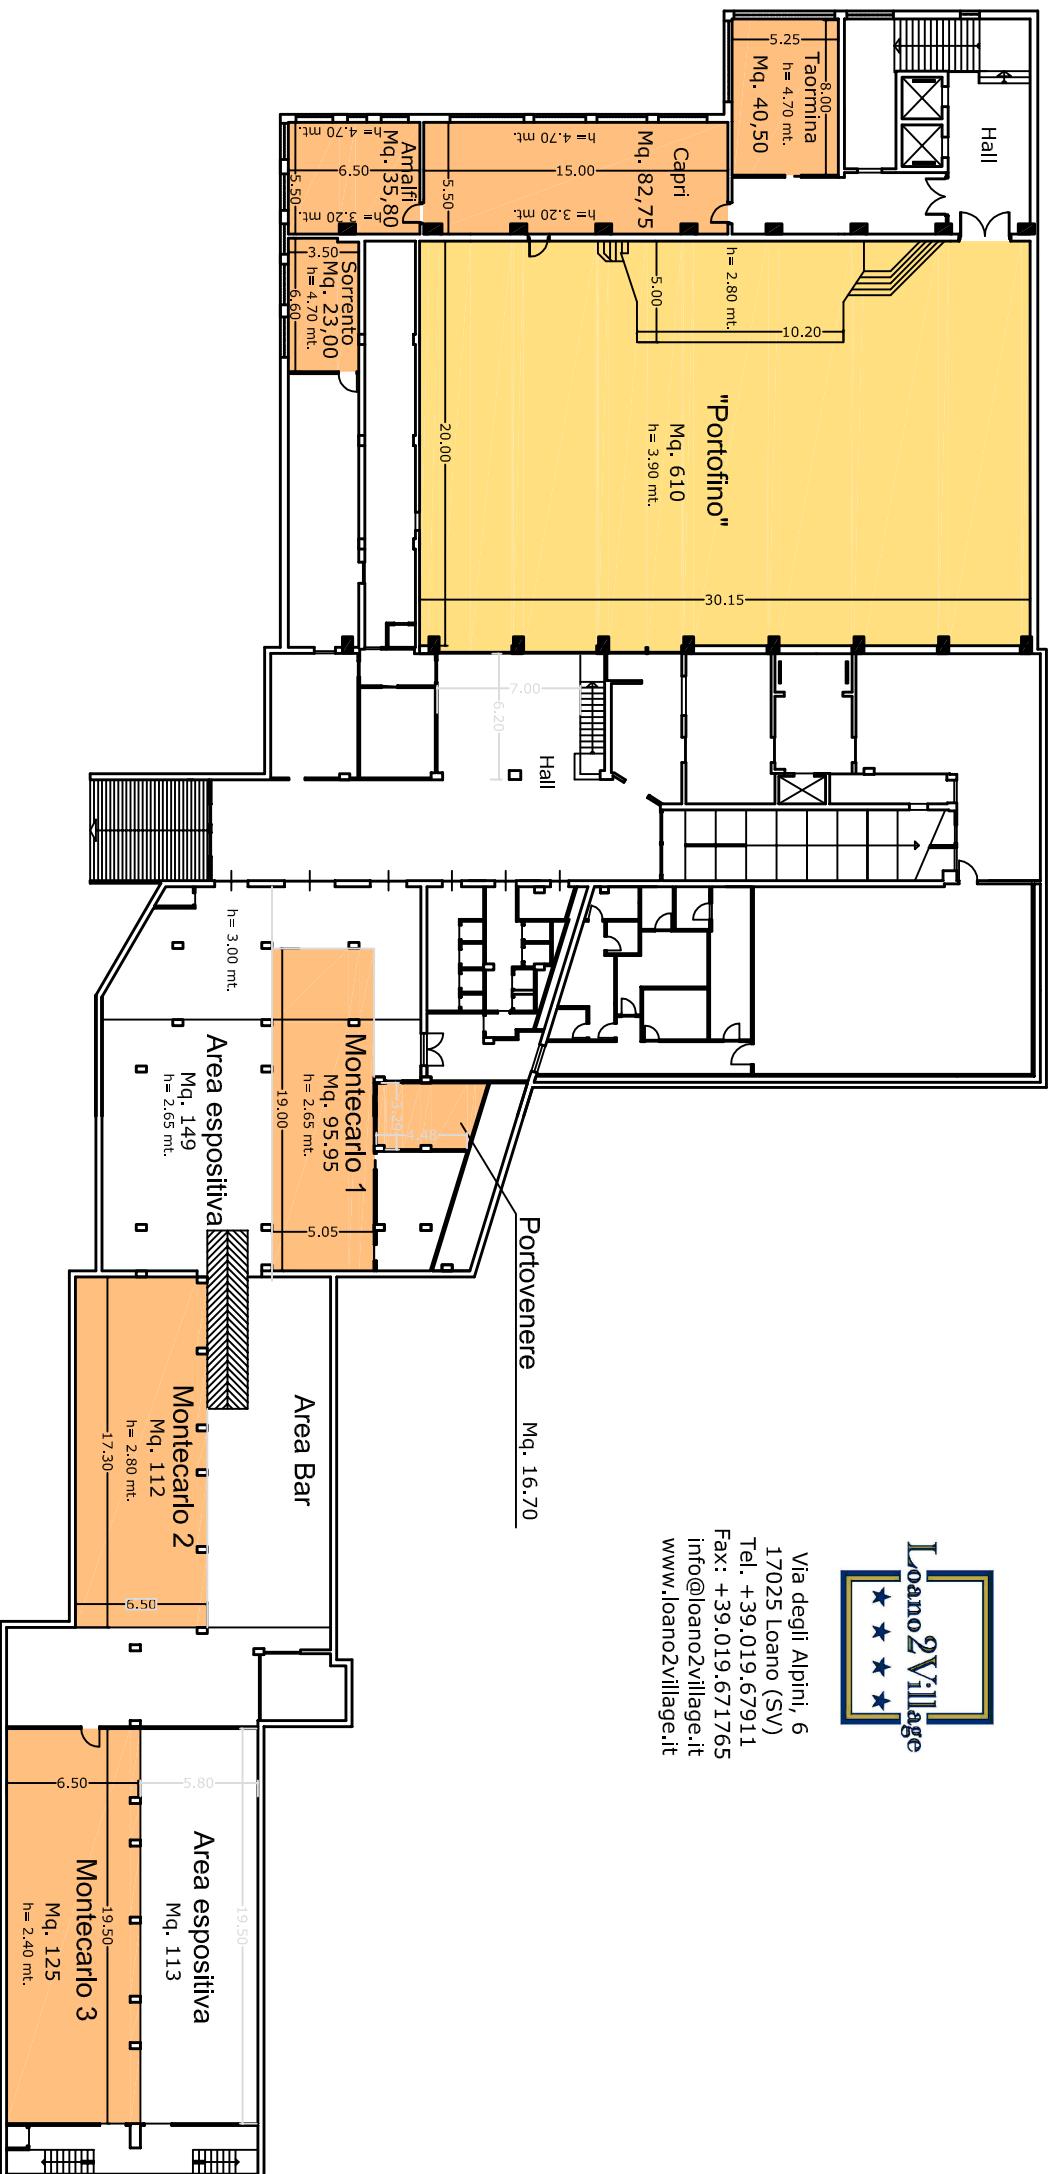 Loano2Village
Via degli Alpini, 6
17025 Loano (SV)
Tel. +39.019.67911
Fax: +39.019.671765
info@loano2village.it
www.loano2village.it
Hall
Taormina
h= 4.70 mt.
Mq. 40,50
8.00
5.25
Capri
Mq. 82,75
15.00
h= 4.70 mt.
h= 3.20 mt.
5.50
Amalfi
Mq. 35,80
6.50
h= 4.70 mt.
h= 3.20 mt.
5.50
Sorrento
Mq. 23,00
h= 4.70 mt.
3.50
6.60
"Portofino"
Mq. 610
h= 3.90 mt.
h= 2.80 mt.
5.00
10.20
20.00
30.15
7.00
6.20
Hall
h= 3.00 mt.
Montecarlo 1
Mq. 95.95
h= 2.65 mt.
19.00
5.05
Area espositiva
Mq. 149
h= 2.65 mt.
3.29
4.48
Portovenere Mq. 16.70
Area Bar
Montecarlo 2
Mq. 112
h= 2.80 mt.
17.30
6.50
Area espositiva
Mq. 113
19.50
5.80
Montecarlo 3
Mq. 125
h= 2.40 mt.
19.50
6.50